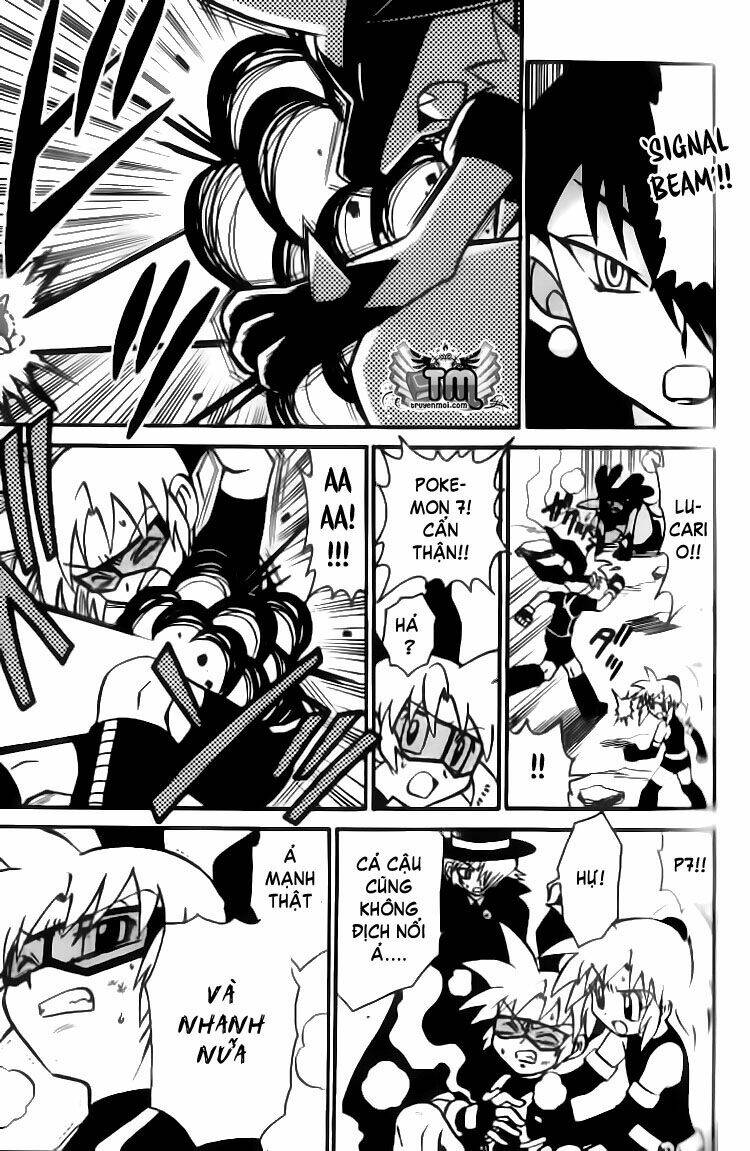 'SIGNAL
BEAM'!!
TM
truyenmoi.com
LU-
CARI
O!!
!!
POKE-
MON 7!
CẨN
THẬN!!
HẢ
?
AA
AA!
!!!
P7!!
HỰ!
CẢ CẬU
CŨNG
KHÔNG
ĐỊCH NỔI
Ả....
Ả
MẠNH
THẬT
VÀ
NHANH
NỮA